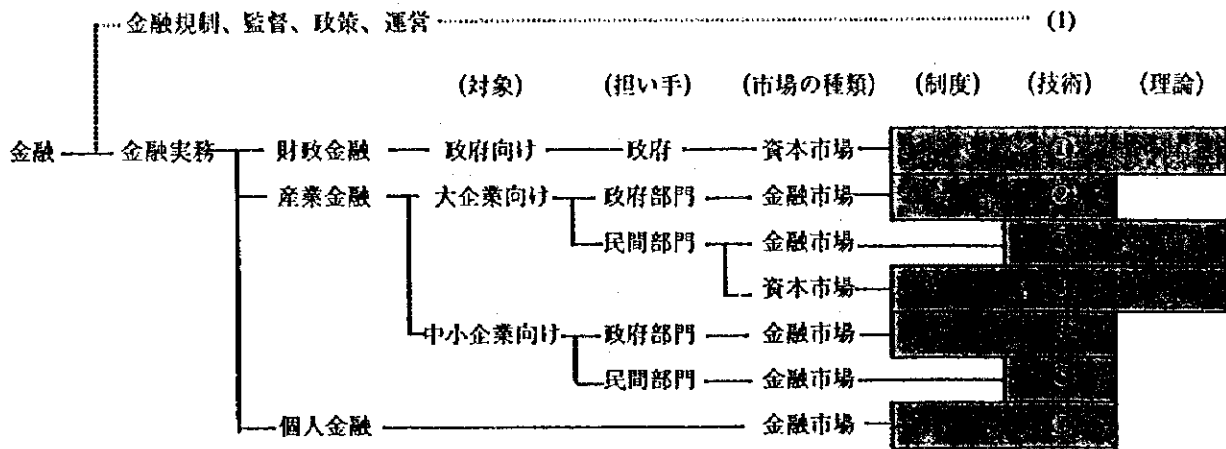 金融規制、監督、政策、運営 (1)
(対象) (担い手) (市場の種類) (制度) (技術) (理論)
金融 金融実務 財政金融 政府向け 政府 資本市場 ①
産業金融 大企業向け 政府部門 金融市場
民間部門 金融市場
資本市場
中小企業向け 政府部門 金融市場
民間部門 金融市場
個人金融 金融市場